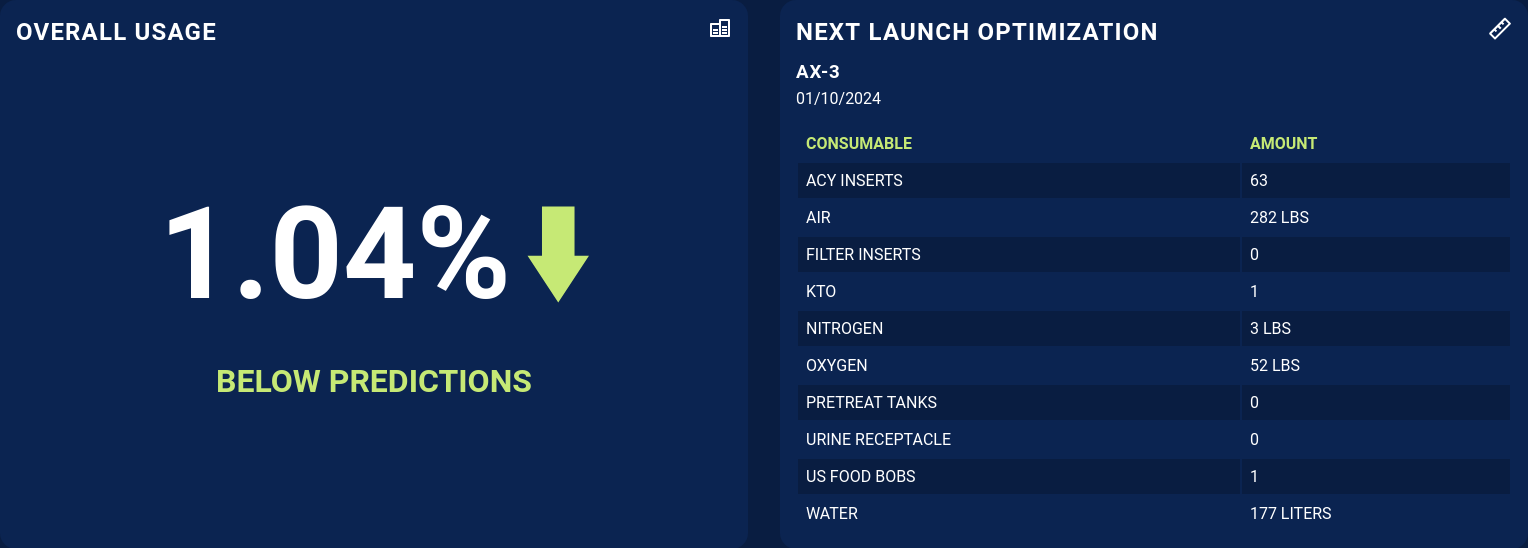 OVERALL USAGE
1.04%
BELOW PREDICTIONS
NEXT LAUNCH OPTIMIZATION
AX-3
01/10/2024
CONSUMABLE AMOUNT
ACY INSERTS 63
AIR 282 LBS
FILTER INSERTS 0
KTO 1
NITROGEN 3 LBS
OXYGEN 52 LBS
PRETREAT TANKS 0
URINE RECEPTACLE 0
US FOOD BOBS 1
WATER 177 LITERS